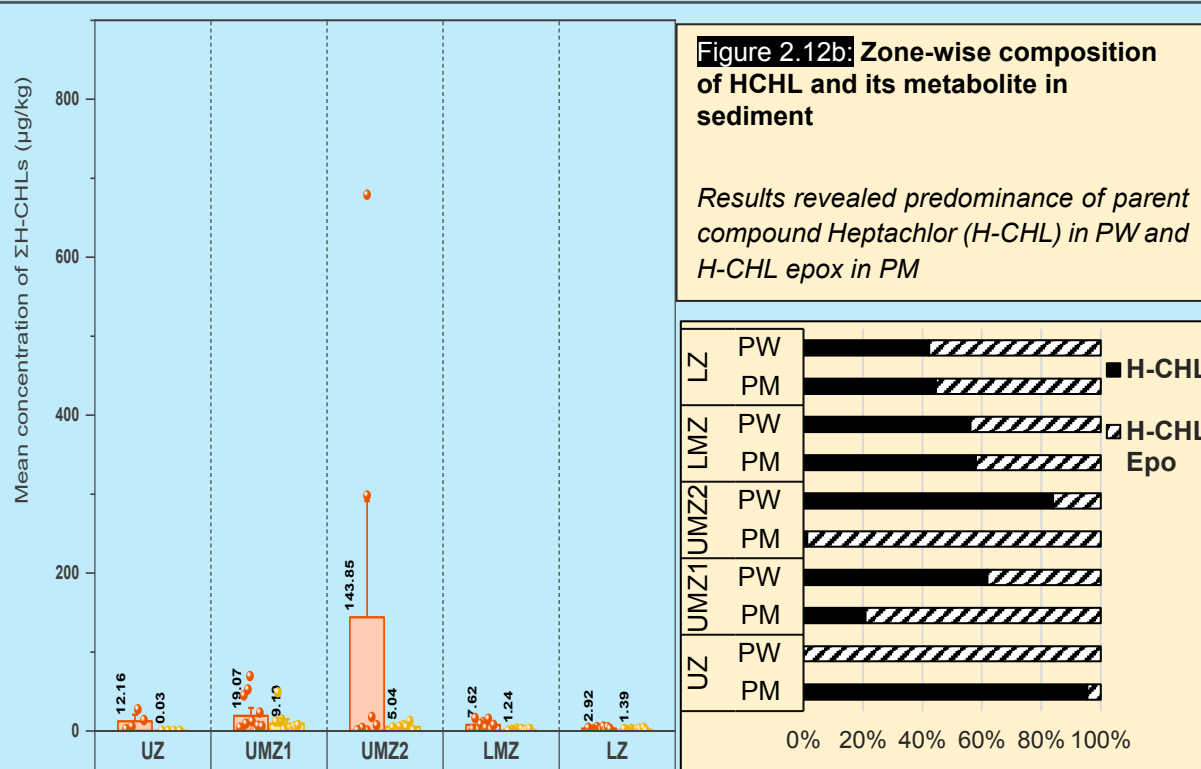 Mean concentration of ΣH-CHLs (µg/kg)
800
600
400
200
0
12.16
0.03
19.07
143.85
5.04
7.62
1.24
2.92
1.39
UZ
UMZ1
UMZ2
LMZ
LZ
Figure 2.12b: Zone-wise composition
of HCHL and its metabolite in
sediment
Results revealed predominance of parent
compound Heptachlor (H-CHL) in PW and
H-CHL epox in PM
LZ
PW
PM
LMZ
PW
PM
UMZ2
PW
PM
UMZ1
PW
PM
UZ
PW
PM
0% 20% 40% 60% 80% 100%
H-CHL
H-CHL
Epo